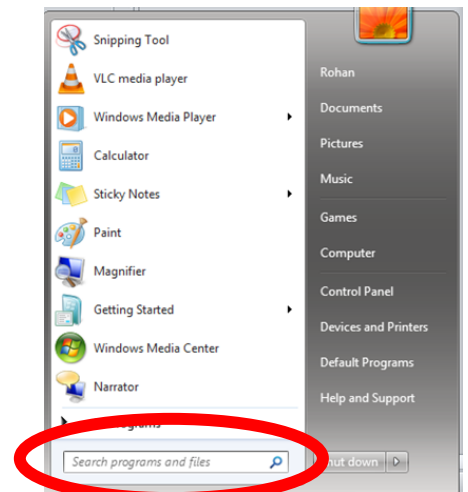 Snipping Tool
VLC media player
Windows Media Player
Calculator
Sticky Notes
Paint
Magnifier
Getting Started
Windows Media Center
Narrator
Search programs and files
Rohan
Documents
Pictures
Music
Games
Computer
Control Panel
Devices and Printers
Default Programs
Help and Support
down